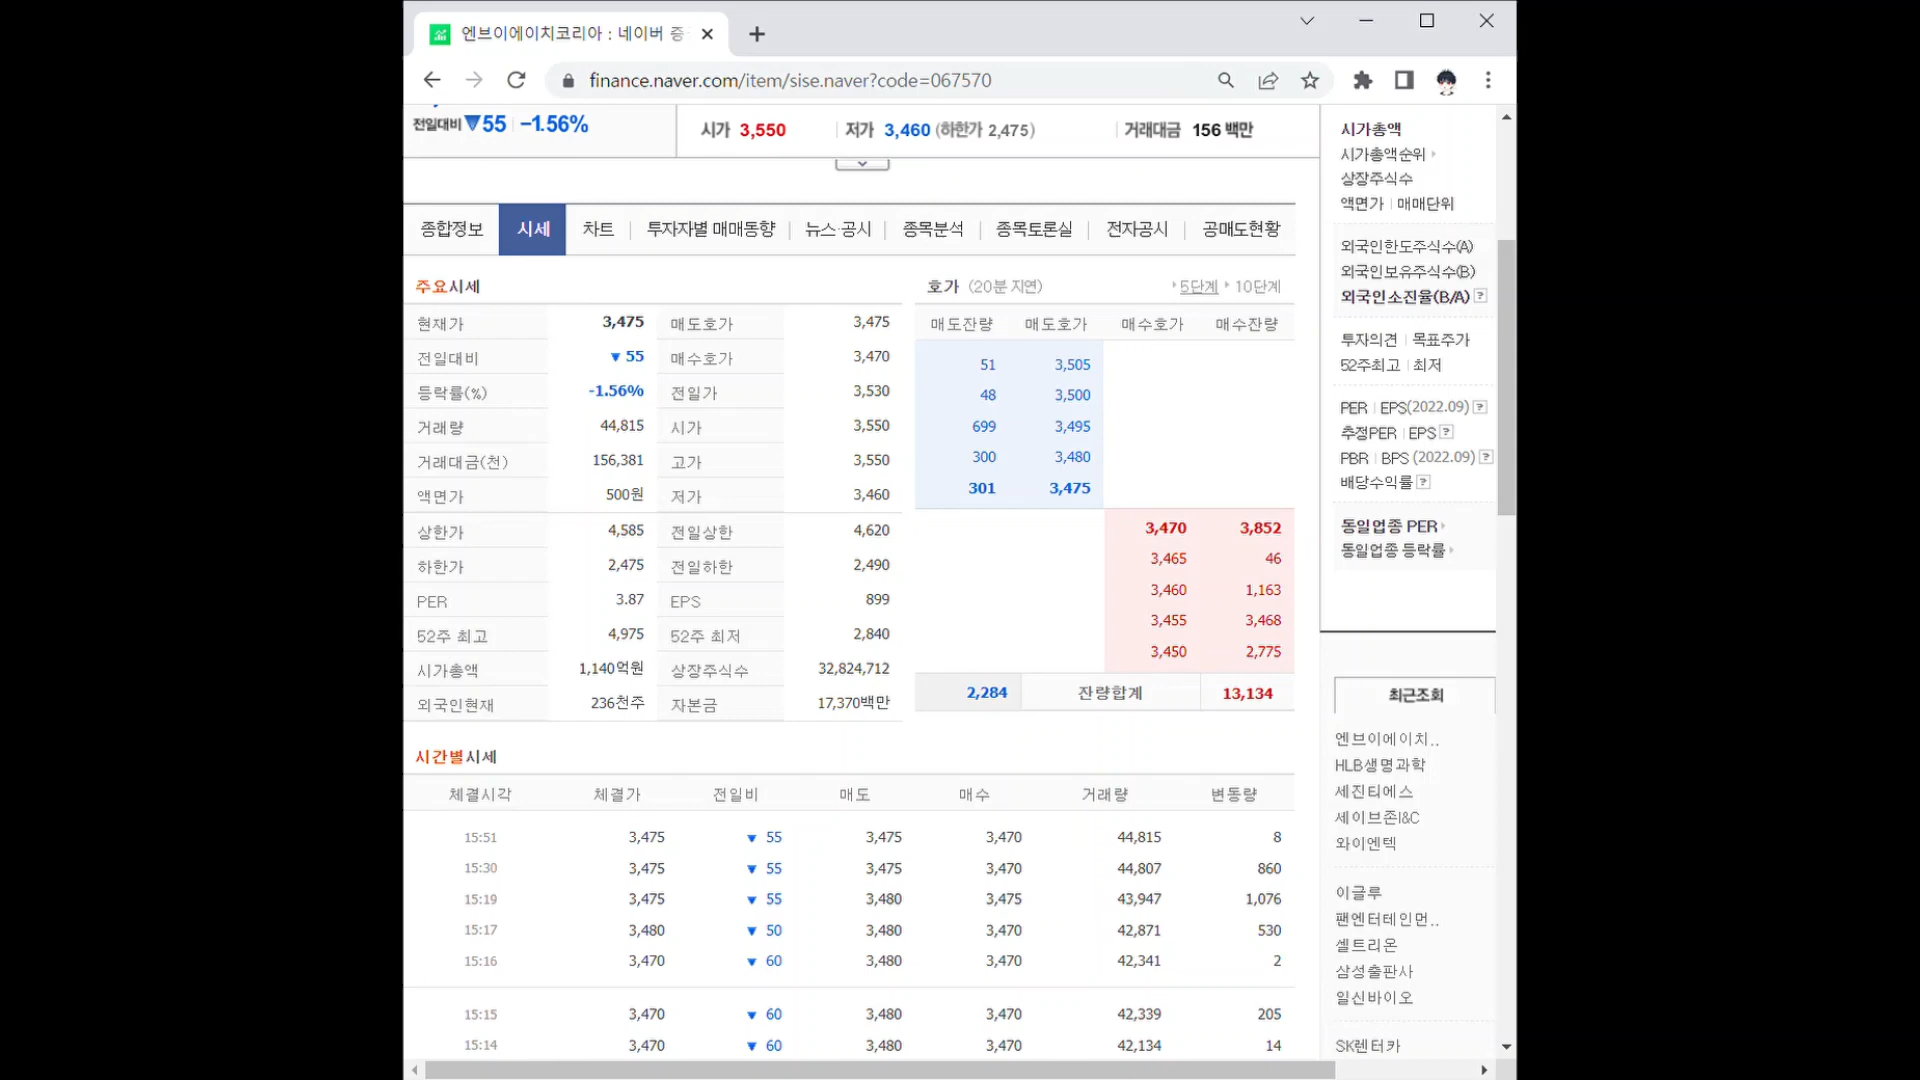 엔브이에이치코리아 : 네이버 증
finance.naver.com/item/sise.naver?code=067570
전일대비 ▼55 -1.56%
시가 3,550 저가 3,460 (하한가 2,475) 거래대금 156 백만
종합정보 시세 차트 투자자별 매매동향 뉴스·공시 종목분석 종목토론실 전자공시 공매도현황
주요시세
현재가 3,475 매도호가 3,475
전일대비 ▼ 55 매수호가 3,470
등락률(%) -1.56% 전일가 3,530
거래량 44,815 시가 3,550
거래대금(천) 156,381 고가 3,550
액면가 500원 저가 3,460
상한가 4,585 전일상한 4,620
하한가 2,475 전일하한 2,490
PER 3.87 EPS 899
52주 최고 4,975 52주 최저 2,840
시가총액 1,140억원 상장주식수 32,824,712
외국인현재 236천주 자본금 17,370백만
호가 (20분 지연) 5단계 10단계
매도잔량 매도호가 매수호가 매수잔량
51 3,505
48 3,500
699 3,495
300 3,480
301 3,475
3,470 3,852
3,465 46
3,460 1,163
3,455 3,468
3,450 2,775
2,284 잔량합계 13,134
시간별시세
체결시각 체결가 전일비 매도 매수 거래량 변동량
15:51 3,475 ▼ 55 3,475 3,470 44,815 8
15:30 3,475 ▼ 55 3,475 3,470 44,807 860
15:19 3,475 ▼ 55 3,480 3,475 43,947 1,076
15:17 3,480 ▼ 50 3,480 3,470 42,871 530
15:16 3,470 ▼ 60 3,480 3,470 42,341 2
15:15 3,470 ▼ 60 3,480 3,470 42,339 205
15:14 3,470 ▼ 60 3,480 3,470 42,134 14
시가총액
시가총액순위
상장주식수
액면가 | 매매단위
외국인한도주식수(A)
외국인보유주식수(B)
외국인소진율(B/A) ?
투자의견 | 목표주가
52주최고 | 최저
PER | EPS(2022.09) ?
추정PER | EPS ?
PBR | BPS (2022.09) ?
배당수익률 ?
동일업종 PER
동일업종 등락률
최근조회
엔브이에이치..
HLB생명과학
세진티에스
세이브존I&C
와이엔텍
이글루
팬엔터테인먼..
셀트리온
삼성출판사
일신바이오
SK렌터카